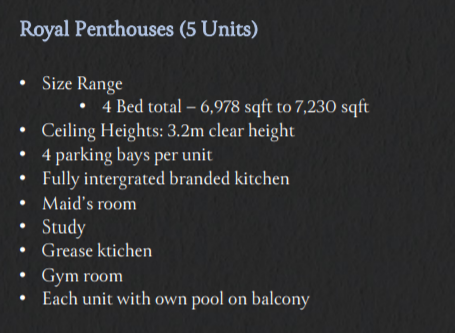 Royal Penthouses (5 Units)
• Size Range
• 4 Bed total – 6,978 sqft to 7,230 sqft
• Ceiling Heights: 3.2m clear height
• 4 parking bays per unit
• Fully intergrated branded kitchen
• Maid's room
• Study
• Grease ktichen
• Gym room
• Each unit with own pool on balcony